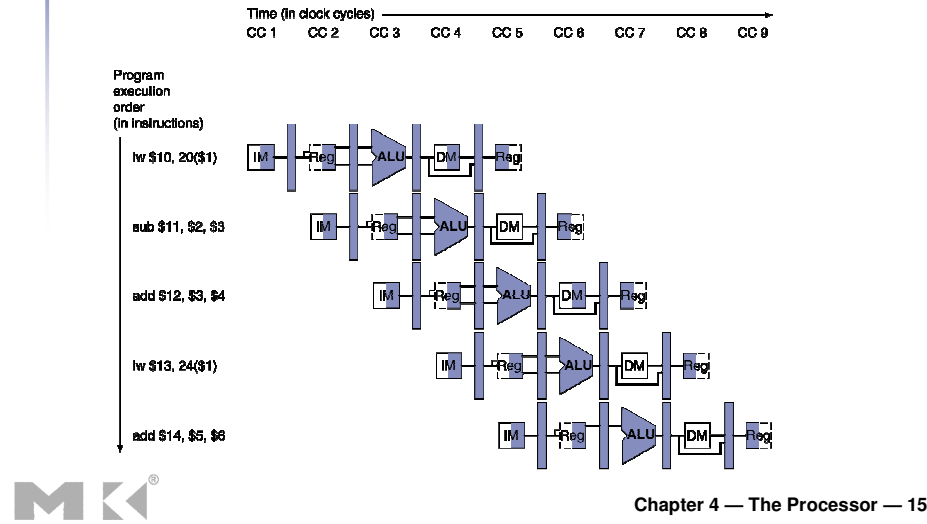 Time (in clock cycles)
CC 1 CC 2 CC 3 CC 4 CC 5 CC 6 CC 7 CC 8 CC 9
Program
execution
order
(in instructions)
lw $10, 20($1) IM Reg ALU DM Reg
sub $11, $2, $3 IM Reg ALU DM Reg
add $12, $3, $4 IM Reg ALU DM Reg
lw $13, 24($1) IM Reg ALU DM Reg
add $14, $5, $6 IM Reg ALU DM Reg
MK®
Chapter 4 — The Processor — 15